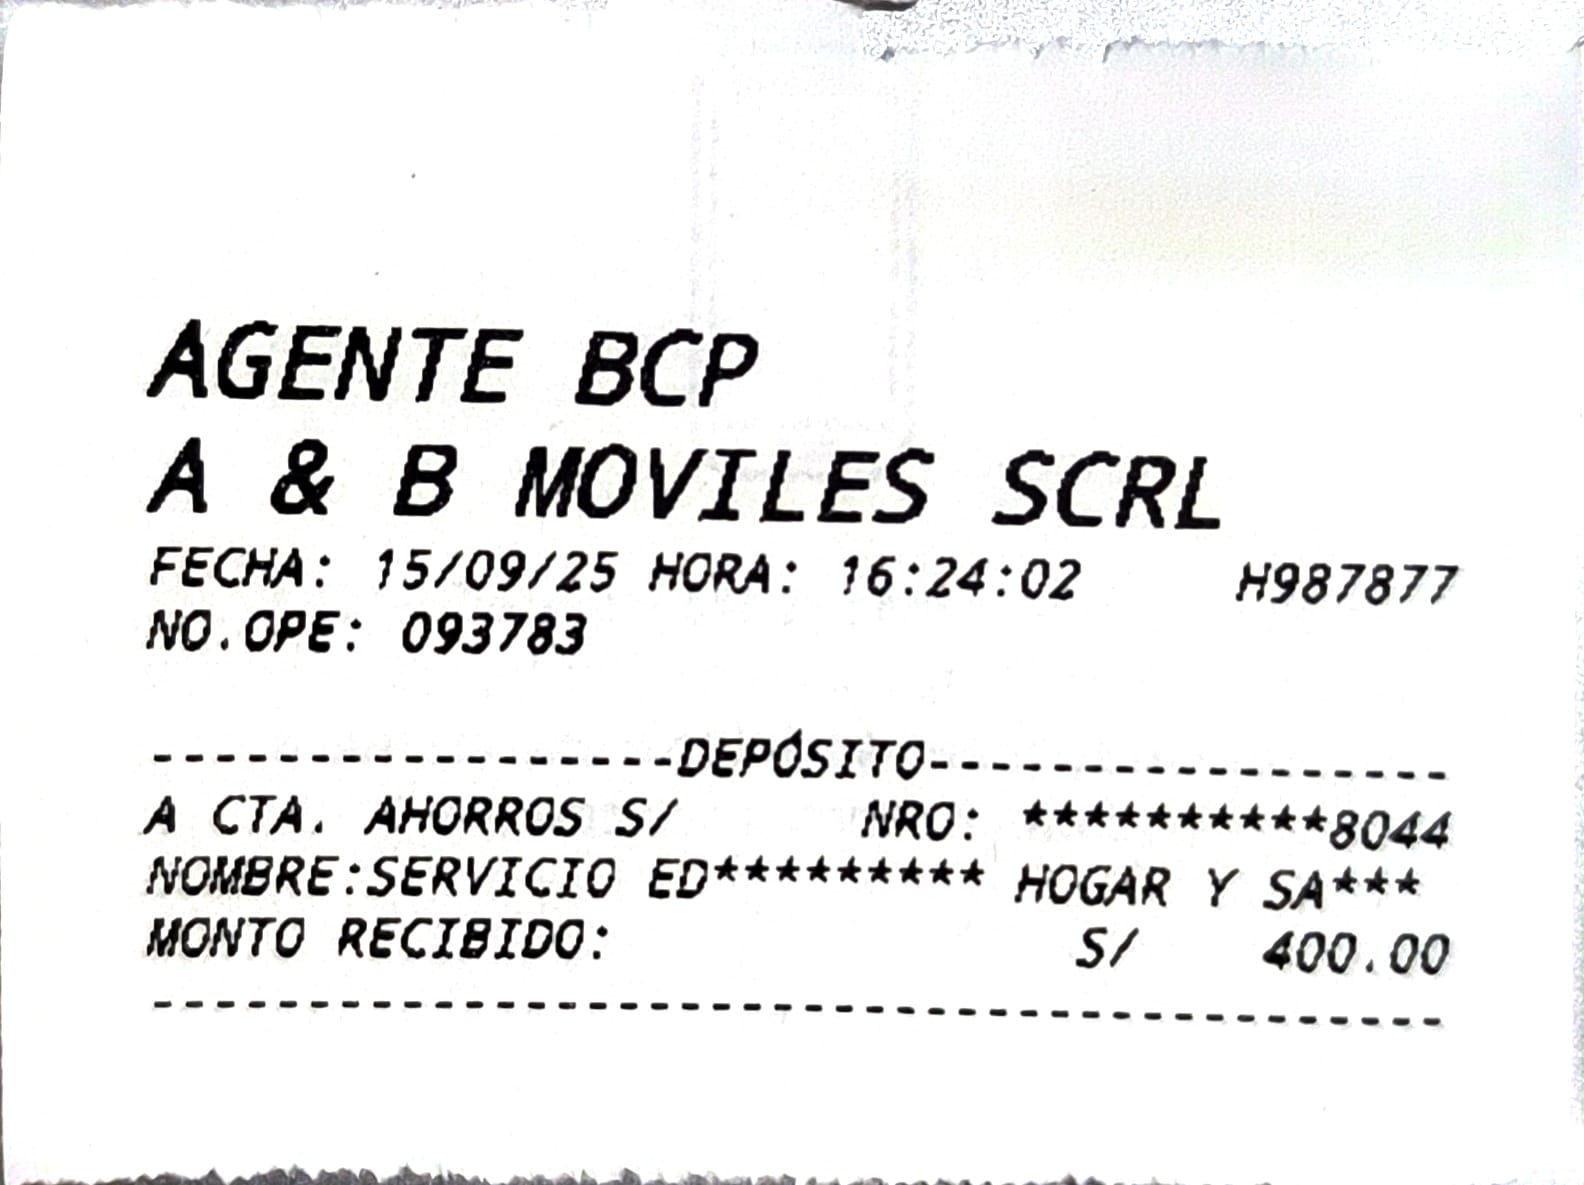 AGENTE BCP
A & B MOVILES SCRL
FECHA: 15/09/25 HORA: 16:24:02 H987877
NO.OPE: 093783
-----------------DEPÓSITO-----------------
A CTA. AHORROS S/ NRO: **********8044
NOMBRE:SERVICIO ED********* HOGAR Y SA***
MONTO RECIBIDO: S/ 400.00
------------------------------------------